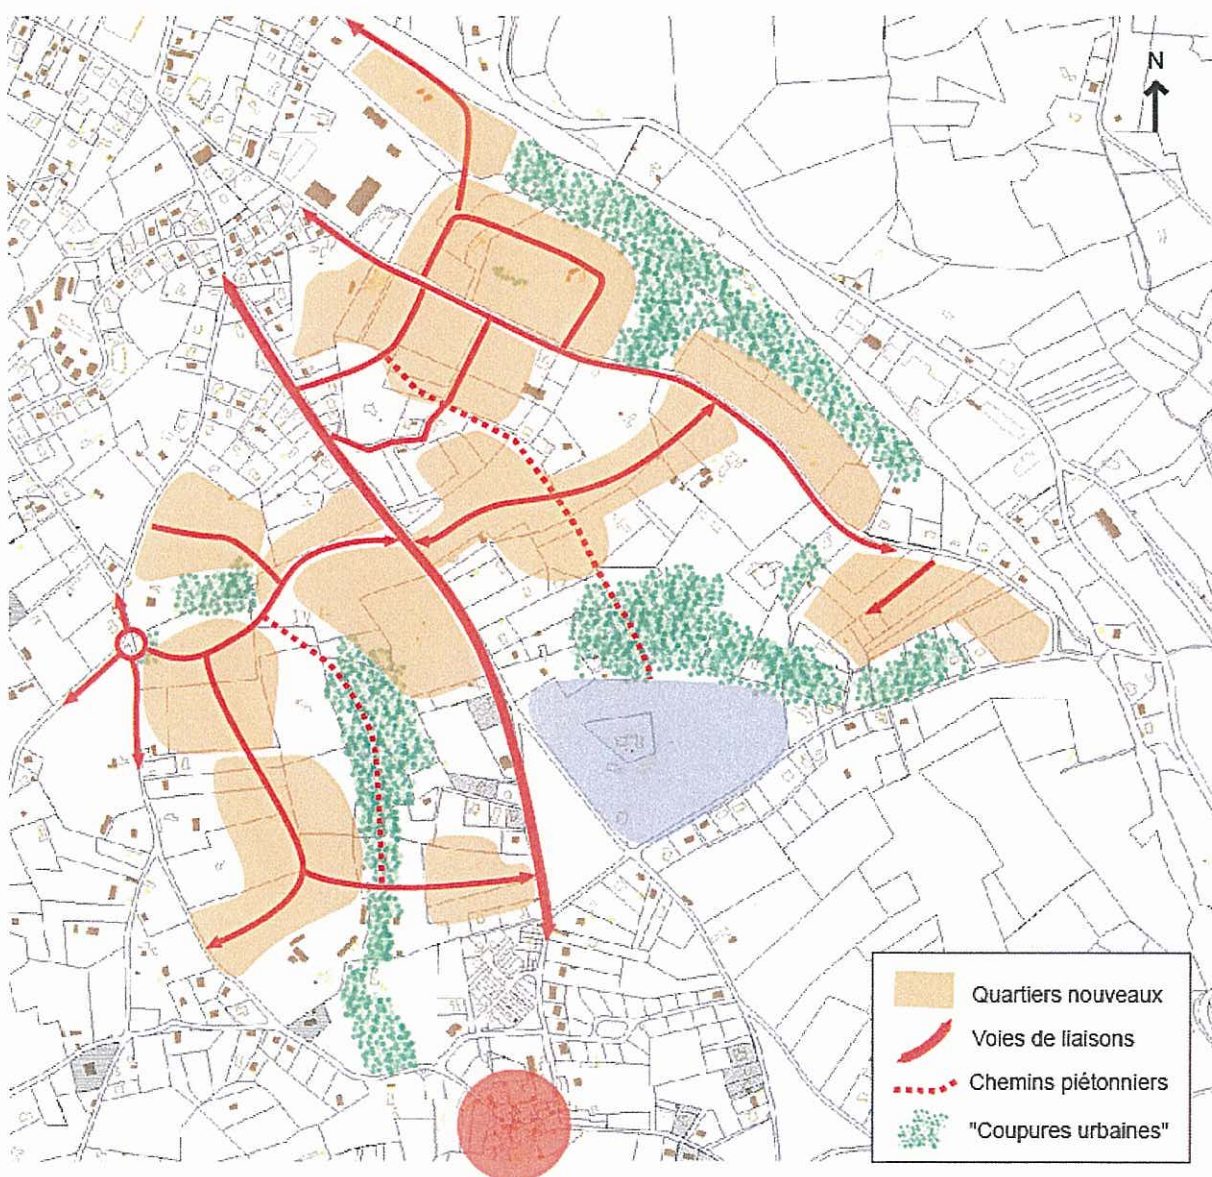 N
Quartiers nouveaux
Voies de liaisons
Chemins piétonniers
"Coupures urbaines"